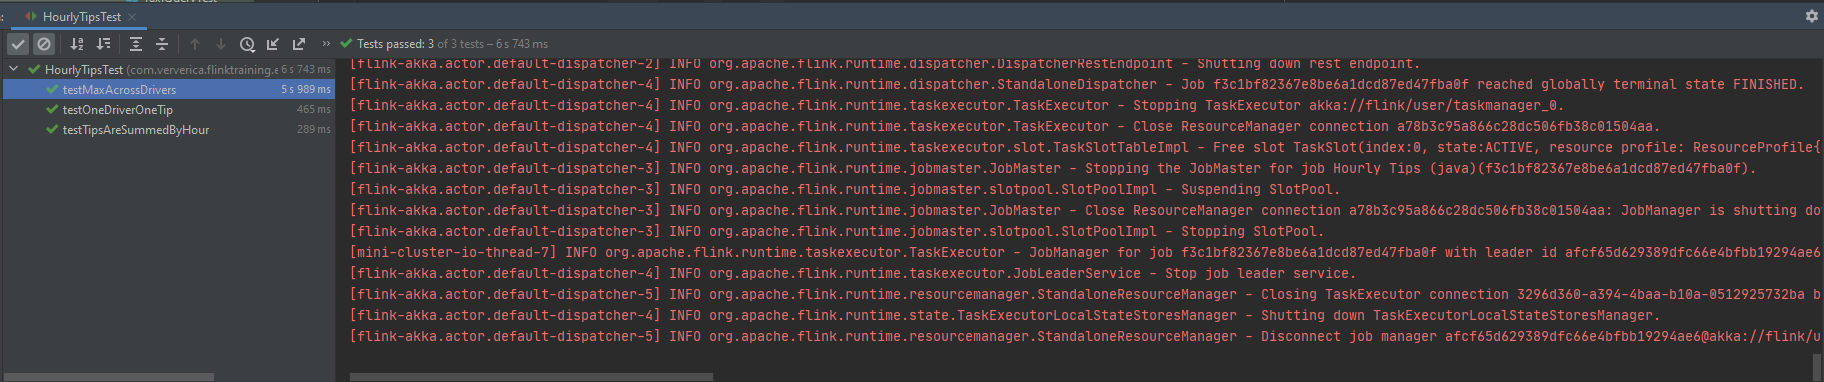 HourlyTipsTest
Tests passed: 3 of 3 tests – 6 s 743 ms
HourlyTipsTest (com.ververica.flinktraining.e 6 s 743 ms
testMaxAcrossDrivers 5 s 989 ms
testOneDriverOneTip 465 ms
testTipsAreSummedByHour 289 ms
[flink-akka.actor.default-dispatcher-2] INFO org.apache.flink.runtime.dispatcher.DispatcherRestEndpoint - Shutting down rest endpoint.
[flink-akka.actor.default-dispatcher-4] INFO org.apache.flink.runtime.dispatcher.StandaloneDispatcher - Job f3c1bf82367e8be6a1dcd87ed47fba0f reached globally terminal state FINISHED.
[flink-akka.actor.default-dispatcher-4] INFO org.apache.flink.runtime.taskexecutor.TaskExecutor - Stopping TaskExecutor akka://flink/user/taskmanager_0.
[flink-akka.actor.default-dispatcher-4] INFO org.apache.flink.runtime.taskexecutor.TaskExecutor - Close ResourceManager connection a78b3c95a866c28dc506fb38c01504aa.
[flink-akka.actor.default-dispatcher-4] INFO org.apache.flink.runtime.taskexecutor.slot.TaskSlotTableImpl - Free slot TaskSlot(index:0, state:ACTIVE, resource profile: ResourceProfile{
[flink-akka.actor.default-dispatcher-3] INFO org.apache.flink.runtime.jobmaster.JobMaster - Stopping the JobMaster for job Hourly Tips (java)(f3c1bf82367e8be6a1dcd87ed47fba0f).
[flink-akka.actor.default-dispatcher-3] INFO org.apache.flink.runtime.jobmaster.slotpool.SlotPoolImpl - Suspending SlotPool.
[flink-akka.actor.default-dispatcher-3] INFO org.apache.flink.runtime.jobmaster.JobMaster - Close ResourceManager connection a78b3c95a866c28dc506fb38c01504aa: JobManager is shutting do
[flink-akka.actor.default-dispatcher-3] INFO org.apache.flink.runtime.jobmaster.slotpool.SlotPoolImpl - Stopping SlotPool.
[mini-cluster-io-thread-7] INFO org.apache.flink.runtime.taskexecutor.TaskExecutor - JobManager for job f3c1bf82367e8be6a1dcd87ed47fba0f with leader id afcf65d629389dfc66e4bfbb19294ae6
[flink-akka.actor.default-dispatcher-4] INFO org.apache.flink.runtime.taskexecutor.JobLeaderService - Stop job leader service.
[flink-akka.actor.default-dispatcher-5] INFO org.apache.flink.runtime.resourcemanager.StandaloneResourceManager - Closing TaskExecutor connection 3296d360-a394-4baa-b10a-0512925732ba b
[flink-akka.actor.default-dispatcher-4] INFO org.apache.flink.runtime.state.TaskExecutorLocalStateStoresManager - Shutting down TaskExecutorLocalStateStoresManager.
[flink-akka.actor.default-dispatcher-5] INFO org.apache.flink.runtime.resourcemanager.StandaloneResourceManager - Disconnect job manager afcf65d629389dfc66e4bfbb19294ae6@akka://flink/u